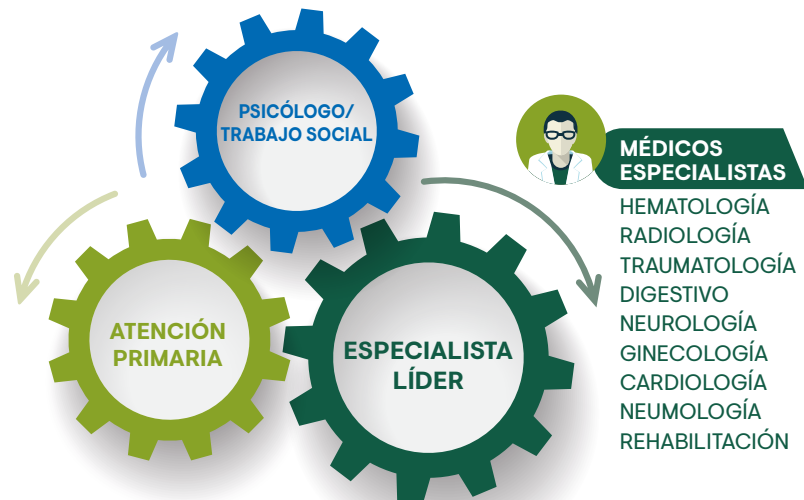 PSICÓLOGO/
TRABAJO SOCIAL
ATENCIÓN
PRIMARIA
ESPECIALISTA
LÍDER
MÉDICOS
ESPECIALISTAS
HEMATOLOGÍA
RADIOLOGÍA
TRAUMATOLOGÍA
DIGESTIVO
NEUROLOGÍA
GINECOLOGÍA
CARDIOLOGÍA
NEUMOLOGÍA
REHABILITACIÓN